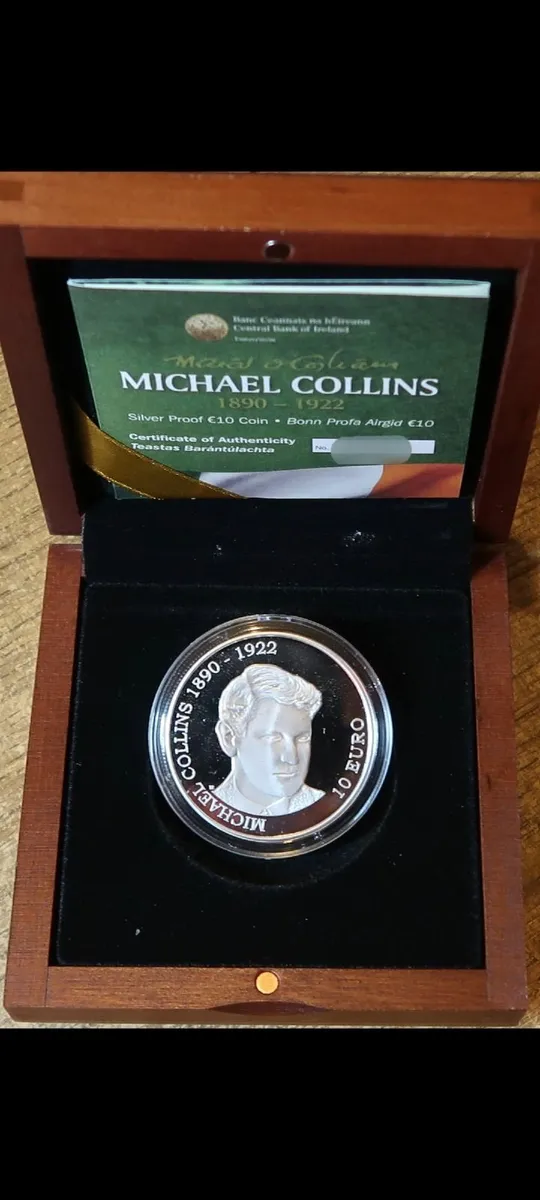 Banc Ceannais na hÉireann
Central Bank of Ireland
Eurosystem
MICHAEL COLLINS
1890 – 1922
Silver Proof €10 Coin • Bonn Profa Airgid €10
Certificate of Authenticity
Teastas Barántúlachta
No.
MICHAEL COLLINS 1890 - 1922
10 EURO